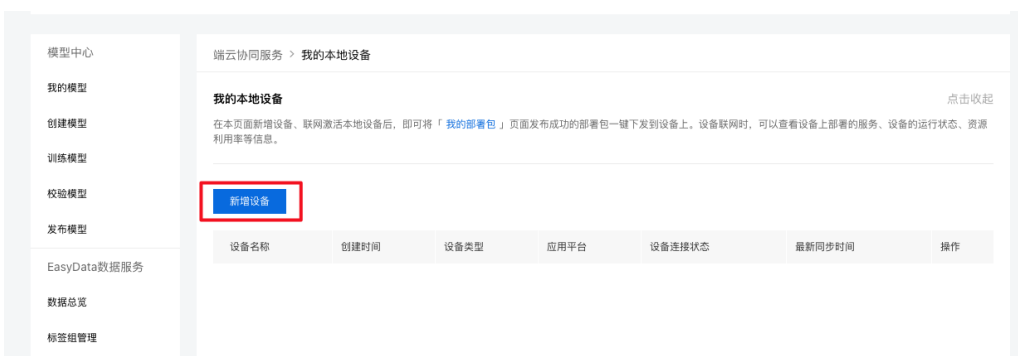 模型中心
我的模型
创建模型
训练模型
校验模型
发布模型
EasyData数据服务
数据总览
标签组管理
端云协同服务 > 我的本地设备
我的本地设备
点击收起
在本页面新增设备、联网激活本地设备后，即可将「 我的部署包 」页面发布成功的部署包一键下发到设备上。设备联网时，可以查看设备上部署的服务、设备的运行状态、资源
利用率等信息。
新增设备
设备名称 创建时间 设备类型 应用平台 设备连接状态 最新同步时间 操作